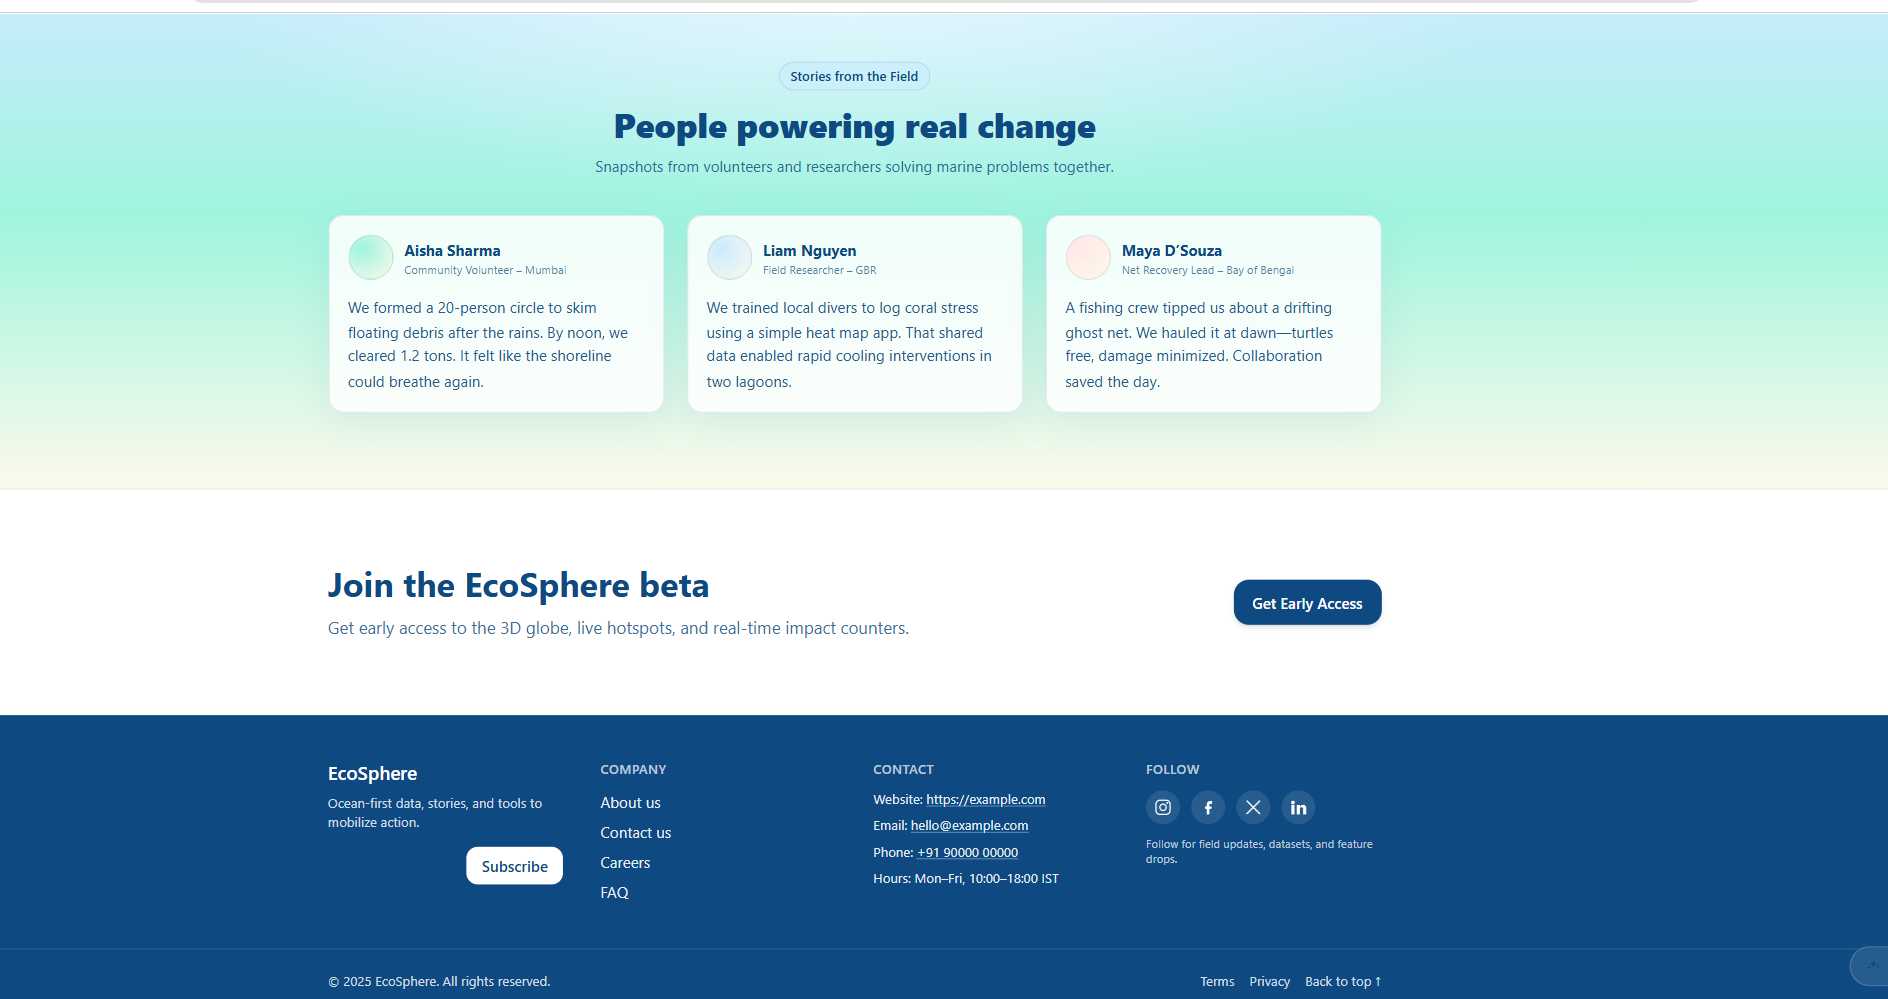 Stories from the Field
People powering real change
Snapshots from volunteers and researchers solving marine problems together.
Aisha Sharma
Community Volunteer – Mumbai
We formed a 20-person circle to skim
floating debris after the rains. By noon, we
cleared 1.2 tons. It felt like the shoreline
could breathe again.
Liam Nguyen
Field Researcher – GBR
We trained local divers to log coral stress
using a simple heat map app. That shared
data enabled rapid cooling interventions in
two lagoons.
Maya D’Souza
Net Recovery Lead – Bay of Bengal
A fishing crew tipped us about a drifting
ghost net. We hauled it at dawn—turtles
free, damage minimized. Collaboration
saved the day.
Join the EcoSphere beta
Get early access to the 3D globe, live hotspots, and real-time impact counters.
Get Early Access
EcoSphere
Ocean-first data, stories, and tools to
mobilize action.
Subscribe
COMPANY
About us
Contact us
Careers
FAQ
CONTACT
Website: https://example.com
Email: hello@example.com
Phone: +91 90000 00000
Hours: Mon–Fri, 10:00–18:00 IST
FOLLOW
Follow for field updates, datasets, and feature
drops.
© 2025 EcoSphere. All rights reserved.
Terms Privacy Back to top ↑